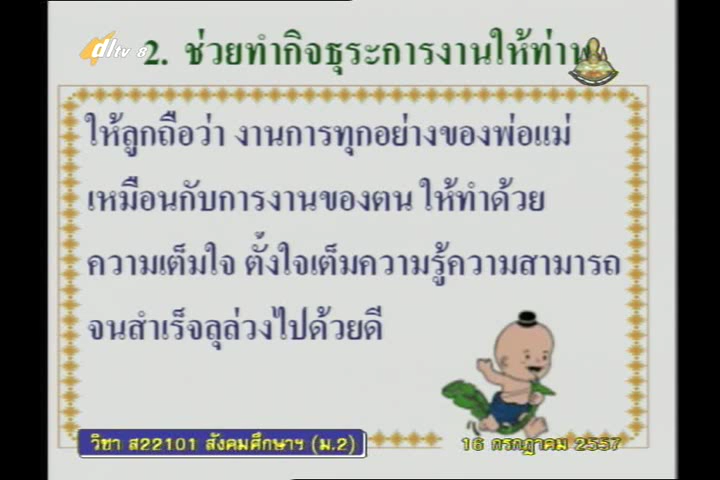 dltv 8
2. ช่วยทำกิจธุระการงานให้ท่าน
ให้ลูกถือว่า งานการทุกอย่างของพ่อแม่
เหมือนกับการงานของตน ให้ทำด้วย
ความเต็มใจ ตั้งใจเต็มความรู้ความสามารถ
จนสำเร็จลุล่วงไปด้วยดี
วิชา ส22101 สังคมศึกษาฯ (ม.2)
16 กรกฎาคม 2557